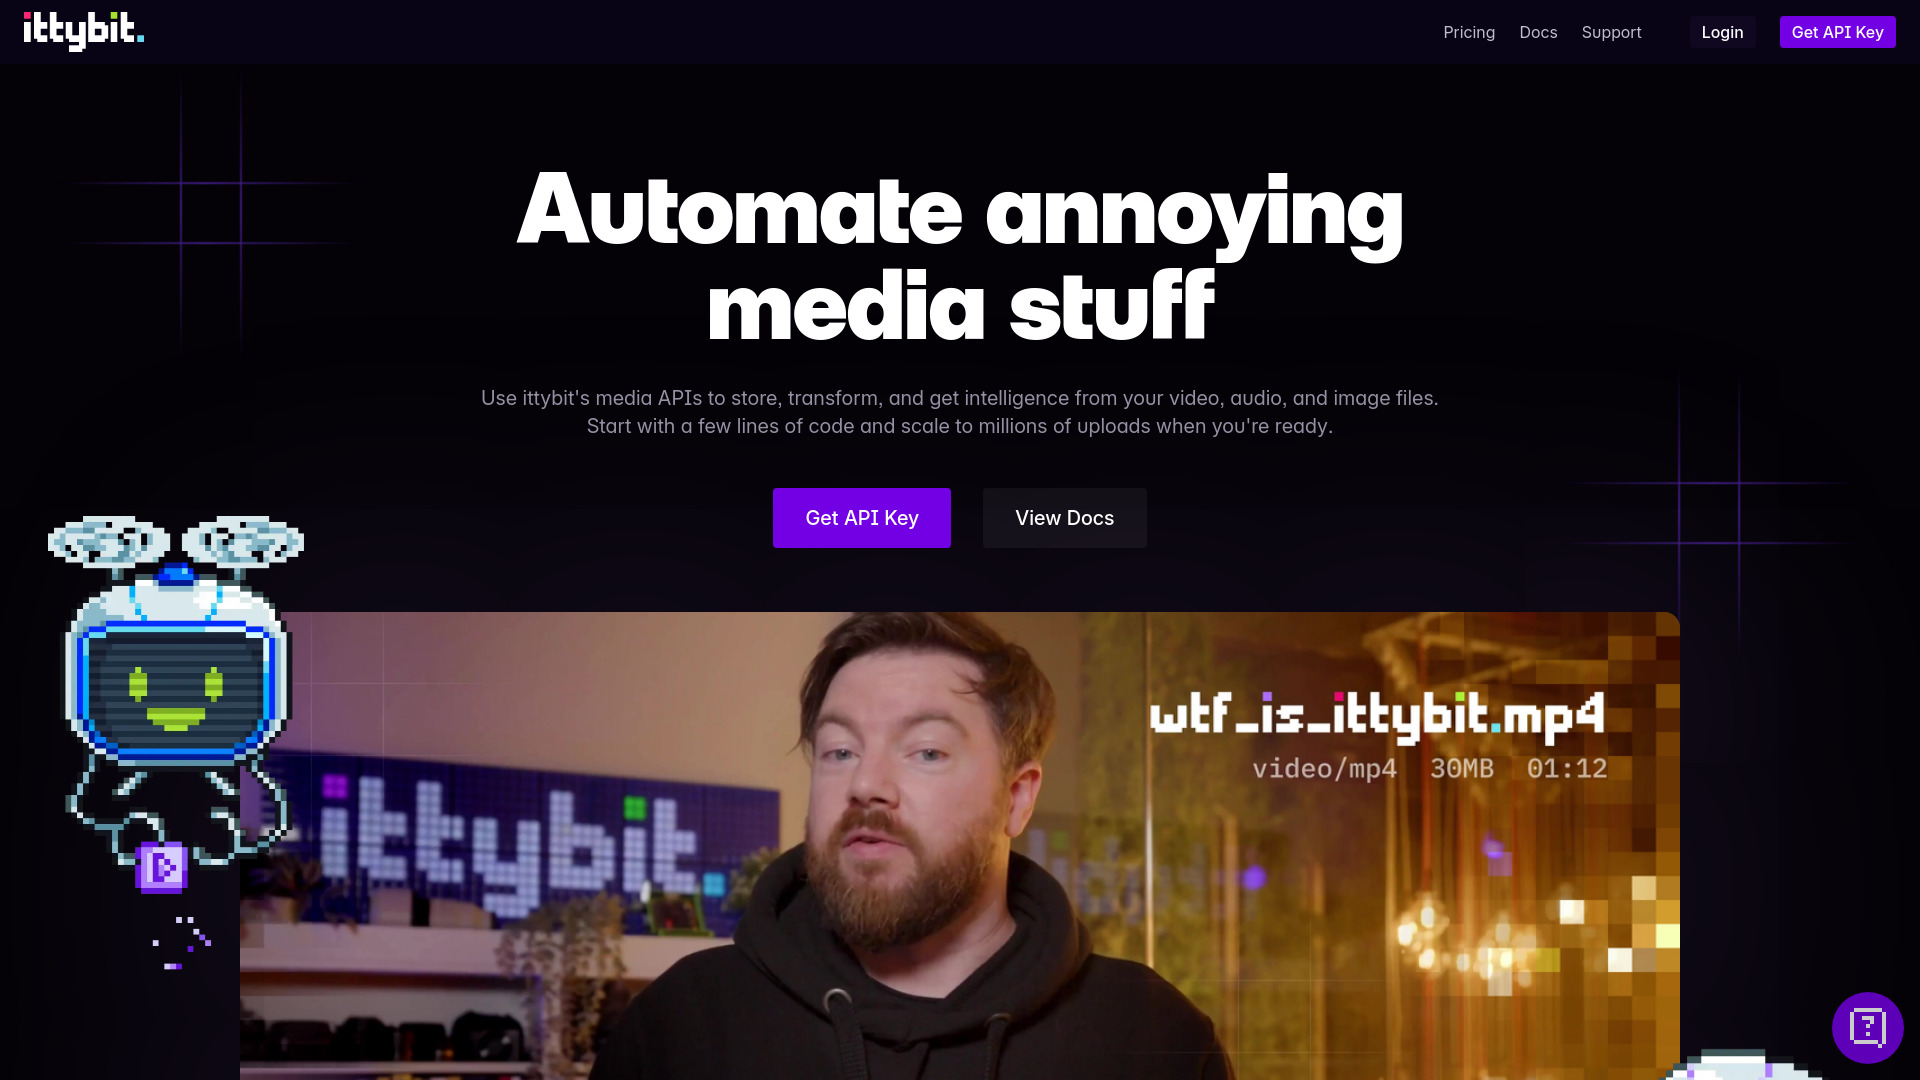 ittybit.
Pricing
Docs
Support
Login
Get API Key
Automate annoying
media stuff
Use ittybit's media APIs to store, transform, and get intelligence from your video, audio, and image files.
Start with a few lines of code and scale to millions of uploads when you're ready.
Get API Key
View Docs
wtf_is_ittybit.mp4
video/mp4 30MB 01:12
ittybit.
?